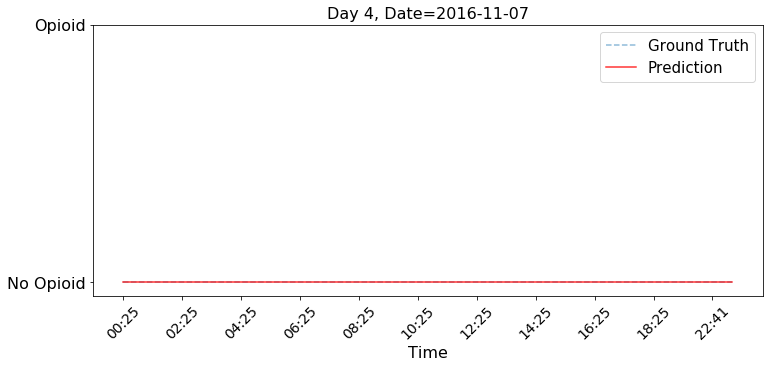 Day 4, Date=2016-11-07
Opioid
Ground Truth
Prediction
No Opioid
00:25
02:25
04:25
06:25
08:25
10:25
12:25
14:25
16:25
18:25
22:41
Time